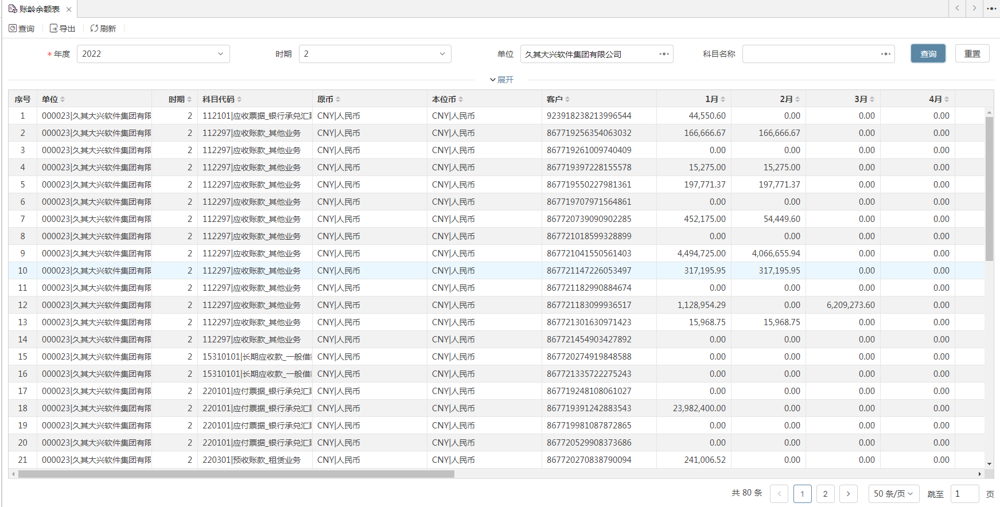 账龄余额表
查询 导出 刷新
* 年度 2022 时期 2 单位 久其大兴软件集团有限公司 科目名称 查询 重置
展开
序号 单位 时期 科目代码 原币 本位币 客户 1月 2月 3月 4月
1 000023|久其大兴软件集团有限 2 112101|应收票据_银行承兑汇票 CNY|人民币 CNY|人民币 923918238213996544 44,550.60 0.00 0.00 0.00
2 000023|久其大兴软件集团有限 2 112297|应收账款_其他业务 CNY|人民币 CNY|人民币 867719256354063032 166,666.67 166,666.67 0.00 0.00
3 000023|久其大兴软件集团有限 2 112297|应收账款_其他业务 CNY|人民币 CNY|人民币 867719261009740409 0.00 0.00 0.00 0.00
4 000023|久其大兴软件集团有限 2 112297|应收账款_其他业务 CNY|人民币 CNY|人民币 867719397228155578 15,275.00 15,275.00 0.00 0.00
5 000023|久其大兴软件集团有限 2 112297|应收账款_其他业务 CNY|人民币 CNY|人民币 867719550227981361 197,771.37 197,771.37 0.00 0.00
6 000023|久其大兴软件集团有限 2 112297|应收账款_其他业务 CNY|人民币 CNY|人民币 867719707971564861 0.00 0.00 0.00 0.00
7 000023|久其大兴软件集团有限 2 112297|应收账款_其他业务 CNY|人民币 CNY|人民币 867720739090902285 452,175.00 54,449.60 0.00 0.00
8 000023|久其大兴软件集团有限 2 112297|应收账款_其他业务 CNY|人民币 CNY|人民币 867721018599328899 0.00 0.00 0.00 0.00
9 000023|久其大兴软件集团有限 2 112297|应收账款_其他业务 CNY|人民币 CNY|人民币 867721041550561403 4,494,725.00 4,066,655.94 0.00 0.00
10 000023|久其大兴软件集团有限 2 112297|应收账款_其他业务 CNY|人民币 CNY|人民币 867721147226053497 317,195.95 317,195.95 0.00 0.00
11 000023|久其大兴软件集团有限 2 112297|应收账款_其他业务 CNY|人民币 CNY|人民币 867721182990884674 0.00 0.00 0.00 0.00
12 000023|久其大兴软件集团有限 2 112297|应收账款_其他业务 CNY|人民币 CNY|人民币 867721183099936517 1,128,954.29 0.00 6,209,273.60 0.00
13 000023|久其大兴软件集团有限 2 112297|应收账款_其他业务 CNY|人民币 CNY|人民币 867721301630971423 15,968.75 15,968.75 0.00 0.00
14 000023|久其大兴软件集团有限 2 112297|应收账款_其他业务 CNY|人民币 CNY|人民币 867721454903427892 0.00 0.00 0.00 0.00
15 000023|久其大兴软件集团有限 2 15310101|长期应收款_一般借款 CNY|人民币 CNY|人民币 867720274919848588 0.00 0.00 0.00 0.00
16 000023|久其大兴软件集团有限 2 15310101|长期应收款_一般借款 CNY|人民币 CNY|人民币 867721335722275243 0.00 0.00 0.00 0.00
17 000023|久其大兴软件集团有限 2 220101|应付票据_银行承兑汇票 CNY|人民币 CNY|人民币 867719248108061027 0.00 0.00 0.00 0.00
18 000023|久其大兴软件集团有限 2 220101|应付票据_银行承兑汇票 CNY|人民币 CNY|人民币 867719391242883543 23,982,400.00 0.00 0.00 0.00
19 000023|久其大兴软件集团有限 2 220101|应付票据_银行承兑汇票 CNY|人民币 CNY|人民币 867719981087872865 0.00 0.00 0.00 0.00
20 000023|久其大兴软件集团有限 2 220101|应付票据_银行承兑汇票 CNY|人民币 CNY|人民币 867720529908373686 0.00 0.00 0.00 0.00
21 000023|久其大兴软件集团有限 2 220301|预收账款_租赁业务 CNY|人民币 CNY|人民币 867720270838790094 241,006.52 0.00 0.00 0.00
共 80 条 1 2 50 条/页 跳至 1 页